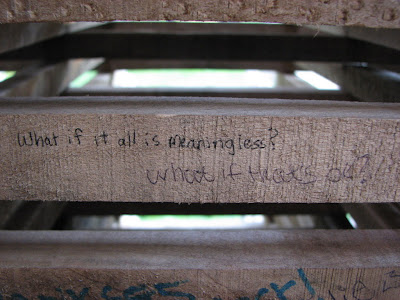 What if it all is meaningless?
what if that's ok?